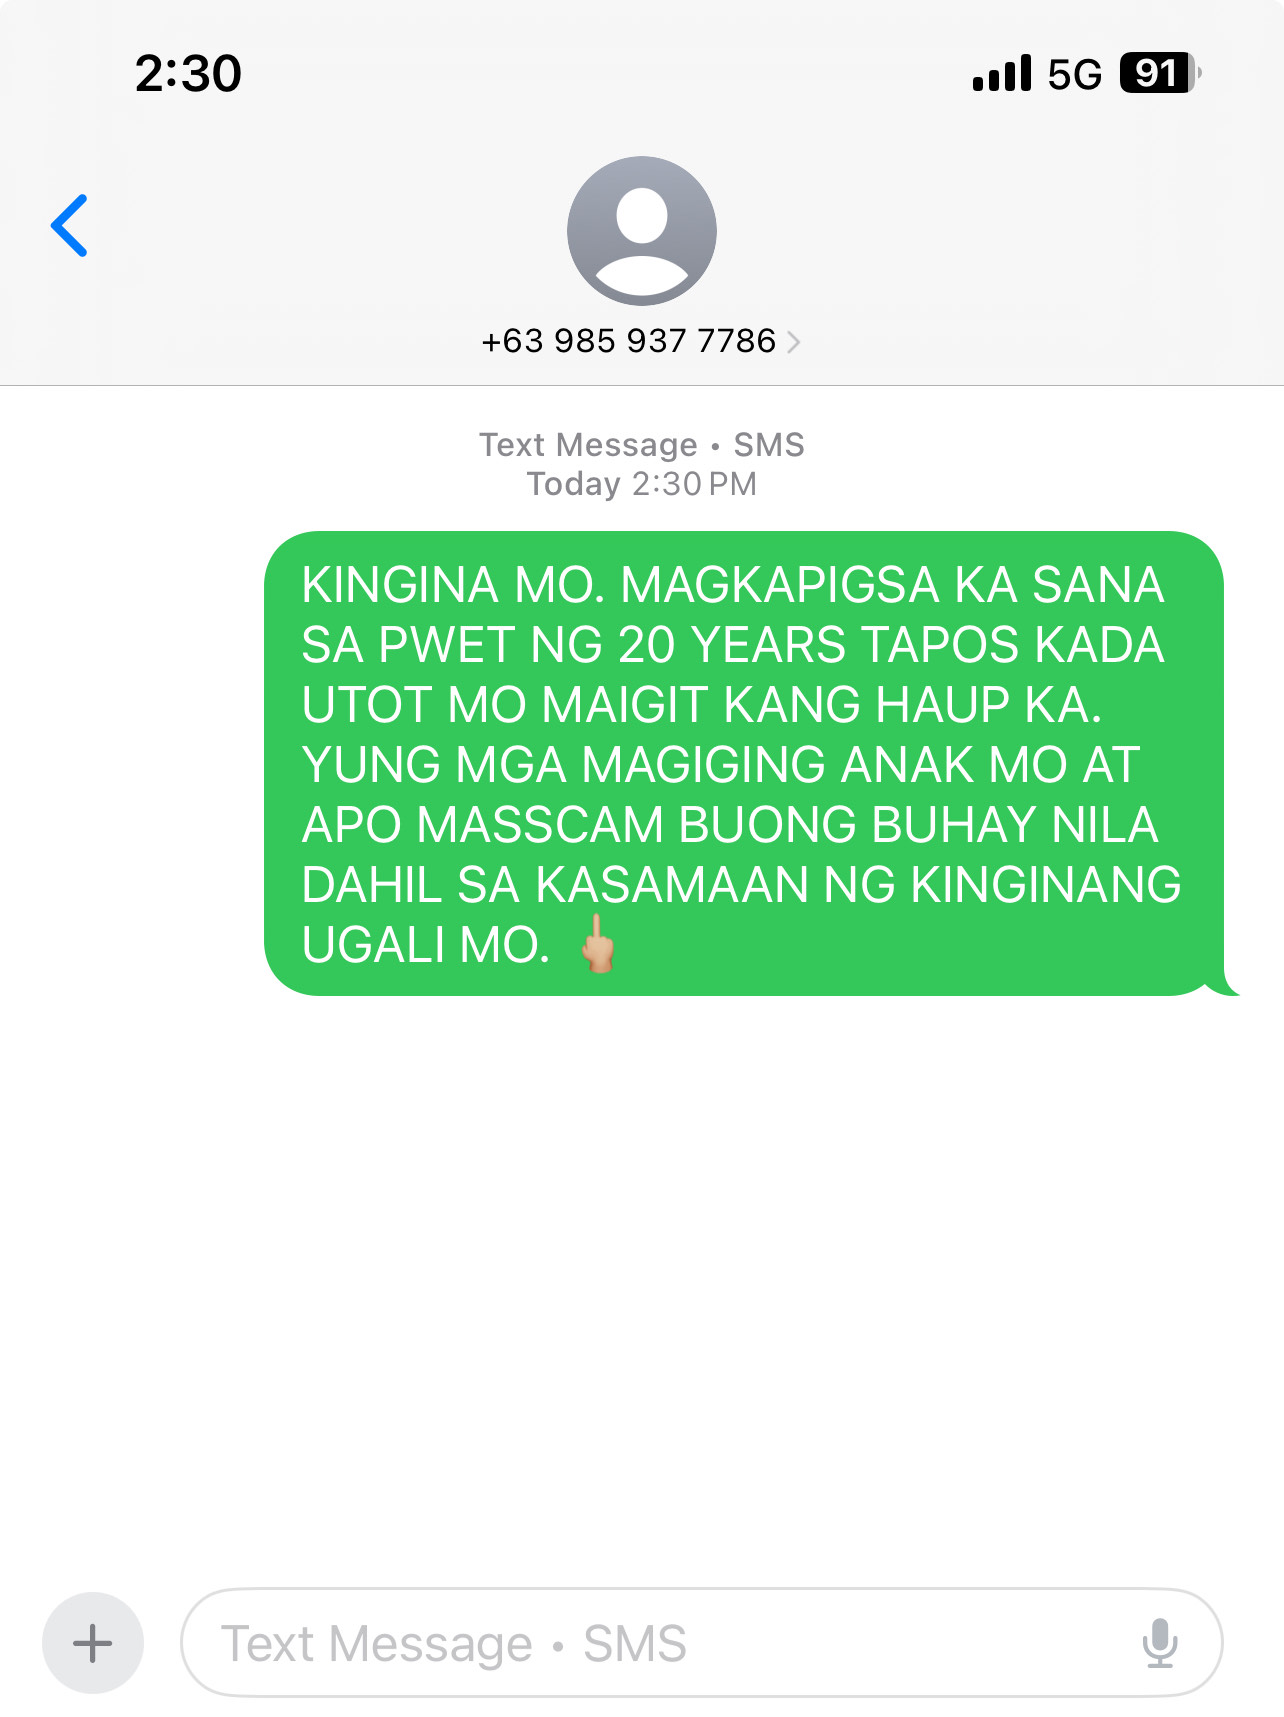 2:30
5G 91
+63 985 937 7786
Text Message • SMS
Today 2:30 PM
KINGINA MO. MAGKAPIGSA KA SANA
SA PWET NG 20 YEARS TAPOS KADA
UTOT MO MAIGIT KANG HAUP KA.
YUNG MGA MAGIGING ANAK MO AT
APO MASSCAM BUONG BUHAY NILA
DAHIL SA KASAMAAN NG KINGINANG
UGALI MO. 🖕🏼
Text Message • SMS